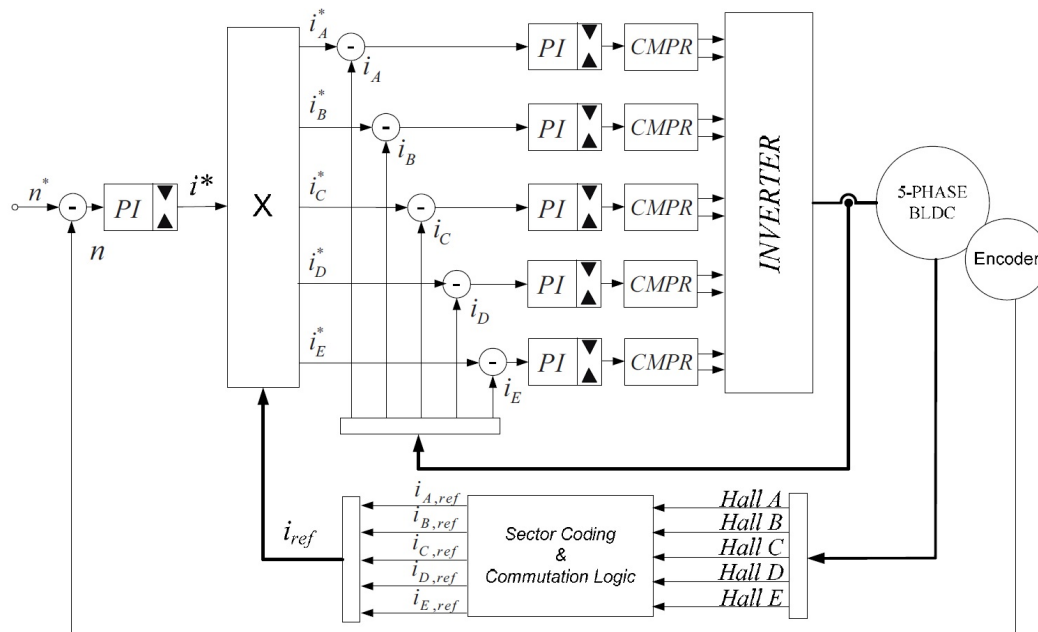 i*A
iA
PI
CMPR
i*B
iB
PI
CMPR
n*
-
PI
i*
n
X
i*C
iC
PI
CMPR
INVERTER
5-PHASE
BLDC
Encoder
i*D
iD
PI
CMPR
i*E
iE
PI
CMPR
-
-
-
-
-
iref
iA,ref
iB,ref
iC,ref
iD,ref
iE,ref
Sector Coding
&
Commutation Logic
Hall A
Hall B
Hall C
Hall D
Hall E